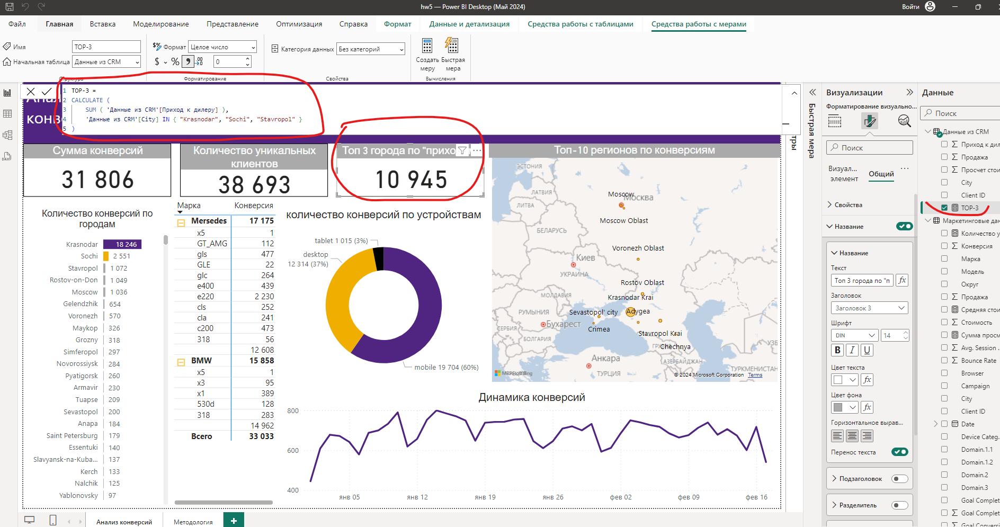 hw5 — Power BI Desktop (Май 2024)
Войти
Файл
Главная
Вставка
Моделирование
Представление
Оптимизация
Справка
Формат
Данные и детализация
Средства работы с таблицами
Средства работы с мерами
Имя
TOP-3
Начальная таблица
Данные из CRM
Структура
$% Формат
Целое число
$ % 9 .00
0
Форматирование
Категория данных
Без категорий
Свойства
Создать меру
Быстрая мера
Вычисления
1 TOP-3 =
2 CALCULATE (
3 SUM ( 'Данные из CRM'[Приход к дилеру] ),
4 'Данные из CRM'[City] IN { "Krasnodar", "Sochi", "Stavropol" }
5 )
Сумма конверсий
31 806
Количество уникальных клиентов
38 693
Топ 3 города по "прихо
10 945
Топ-10 регионов по конверсиям
Количество конверсий по городам
Krasnodar 18 246
Sochi 2 551
Stavropol 1 072
Rostov-on-Don 1 049
Moscow 1 036
Gelendzhik 654
Voronezh 570
Maykop 326
Grozny 318
Simferopol 297
Novorossiysk 284
Pyatigorsk 260
Armavir 230
Tuapse 209
Sevastopol 200
Anapa 184
Saint Petersburg 179
Essentuki 140
Slavyansk-na-Kuba... 137
Kerch 133
Nalchik 125
Yablonovsky 97
Марка Конверсия
Mersedes 17 175
x5 1
GT_AMG 112
gls 477
GLE 22
glc 264
e400 439
e220 2 230
cls 252
cla 241
c200 473
318 56
12 608
BMW 15 858
x5 1
x3 95
x1 389
530d 128
318 283
14 962
Всего 33 033
количество конверсий по устройствам
tablet 1 015 (3%)
desktop
12 314 (37%)
mobile 19 704 (60%)
ЭСТОНИЯ
ЛАТВИЯ
ЛИТВА
Moscow
Москва
Moscow Oblast
БЕЛАРУСЬ
Voronezh Oblast
Киев
УКРАИНА
Rostov Oblast
МОЛДАВИЯ
Krasnodar Krai
РУМЫНИЯ
Sevastopol' city
Adygea
Бухарест
СЕРБИЯ
Crimea
Stavropol Krai
БОЛГАРИЯ
Chechnya
Анкара
АЗЕРБАЙДЖАН
ТУРКМЕНИСТАН
ТУРЦИЯ
Microsoft Bing
© 2024 Microsoft Corporation Terms
Динамика конверсий
800
600
400
янв 05
янв 12
янв 19
янв 26
фев 02
фев 09
фев 16
Анализ конверсий
Методология
+
Быстрая мера
Визуализации
Форматирование визуально...
Поиск
Визуал... элемент
Общий
...
Свойства
Название
Название
Текст
Топ 3 города по "п
fx
Заголовок
Заголовок 3
Шрифт
DIN
14
B I U
Цвет текста
fx
Цвет фона
fx
Горизонтальное вырав...
Перенос текста
Подзаголовок
Разделитель
Данные
Поиск
Данные из CRM
Приход к дил
Продажа
Просчет стои
City
Client ID
TOP-3
Маркетинговые дан
Количество у
Конверсия
Марка
Модель
Округ
Продажа
Средняя стои
Стоимость
Сумма просм
Avg. Session ..
Bounce Rate
Browser
Campaign
City
Client ID
Date
Device Categ.
Domain.1.1
Domain.1.2
Domain.2
Domain.3
Goal Complet
Goal Complet
Goal Conversi